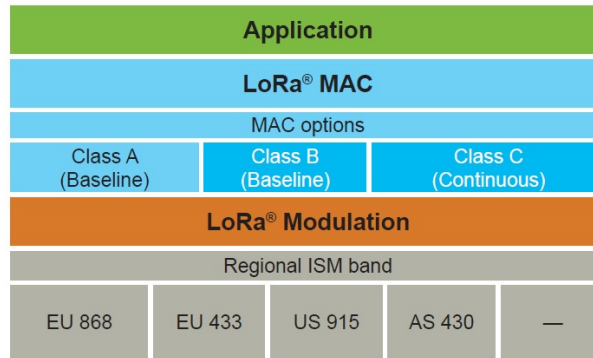 Application
LoRa® MAC
MAC options
Class A
(Baseline)
Class B
(Baseline)
Class C
(Continuous)
LoRa® Modulation
Regional ISM band
EU 868
EU 433
US 915
AS 430
—